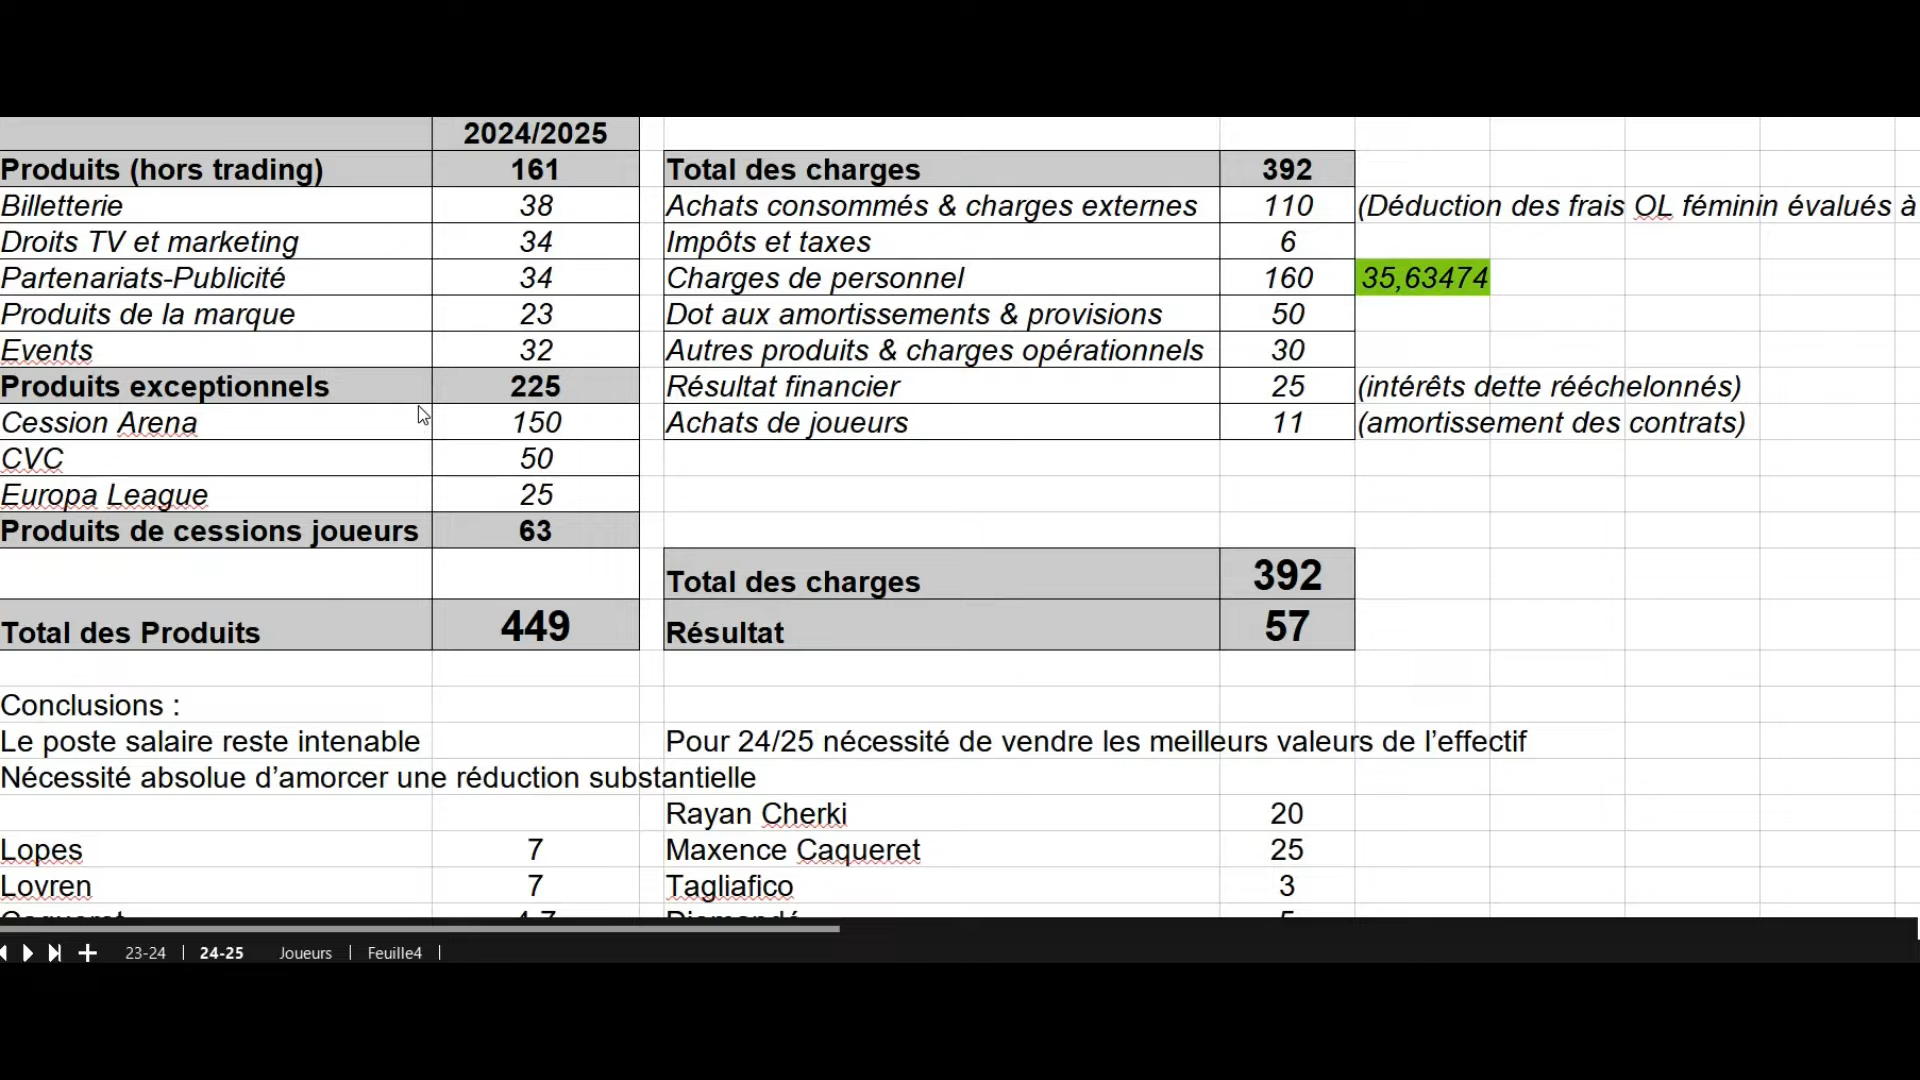 2024/2025
Produits (hors trading) 161 Total des charges 392
Billetterie 38 Achats consommés & charges externes 110 (Déduction des frais OL féminin évalués à
Droits TV et marketing 34 Impôts et taxes 6
Partenariats-Publicité 34 Charges de personnel 160 35,63474
Produits de la marque 23 Dot aux amortissements & provisions 50
Events 32 Autres produits & charges opérationnels 30
Produits exceptionnels 225 Résultat financier 25 (intérêts dette rééchelonnés)
Cession Arena 150 Achats de joueurs 11 (amortissement des contrats)
CVC 50
Europa League 25
Produits de cessions joueurs 63
Total des charges 392
Total des Produits 449 Résultat 57
Conclusions :
Le poste salaire reste intenable Pour 24/25 nécessité de vendre les meilleurs valeurs de l’effectif
Nécessité absolue d’amorcer une réduction substantielle
Rayan Cherki 20
Lopes 7 Maxence Caqueret 25
Lovren 7 Tagliafico 3
23-24 24-25 Joueurs Feuille4